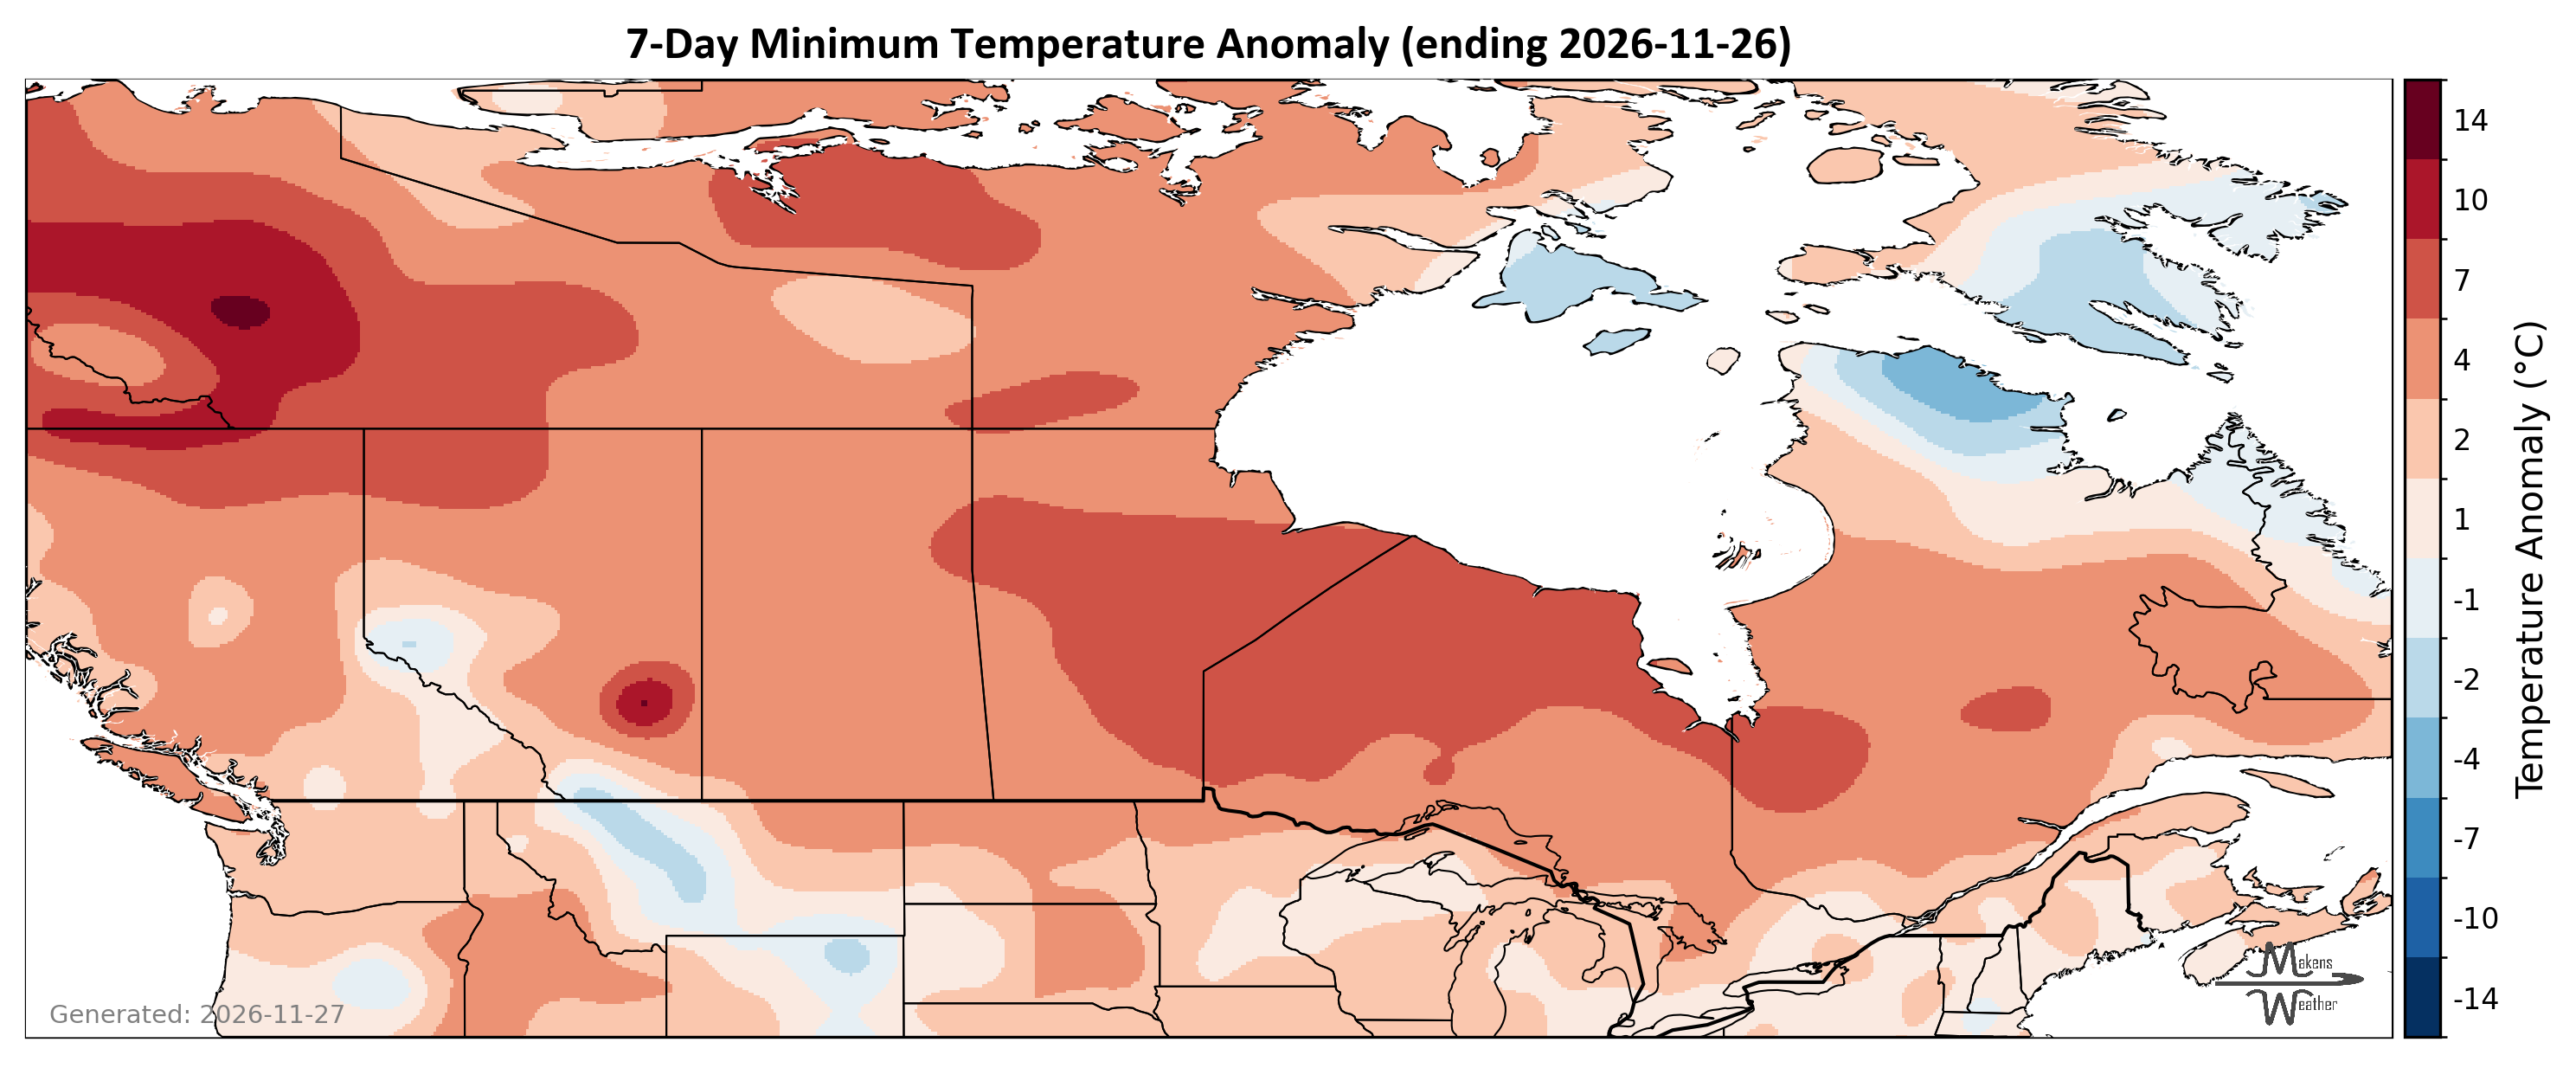 7-Day Minimum Temperature Anomaly (ending 2026-11-26)
14
10
7
4
2
1
-1
-2
-4
-7
-10
-14
Temperature Anomaly (°C)
Makens
Weather
Generated: 2026-11-27